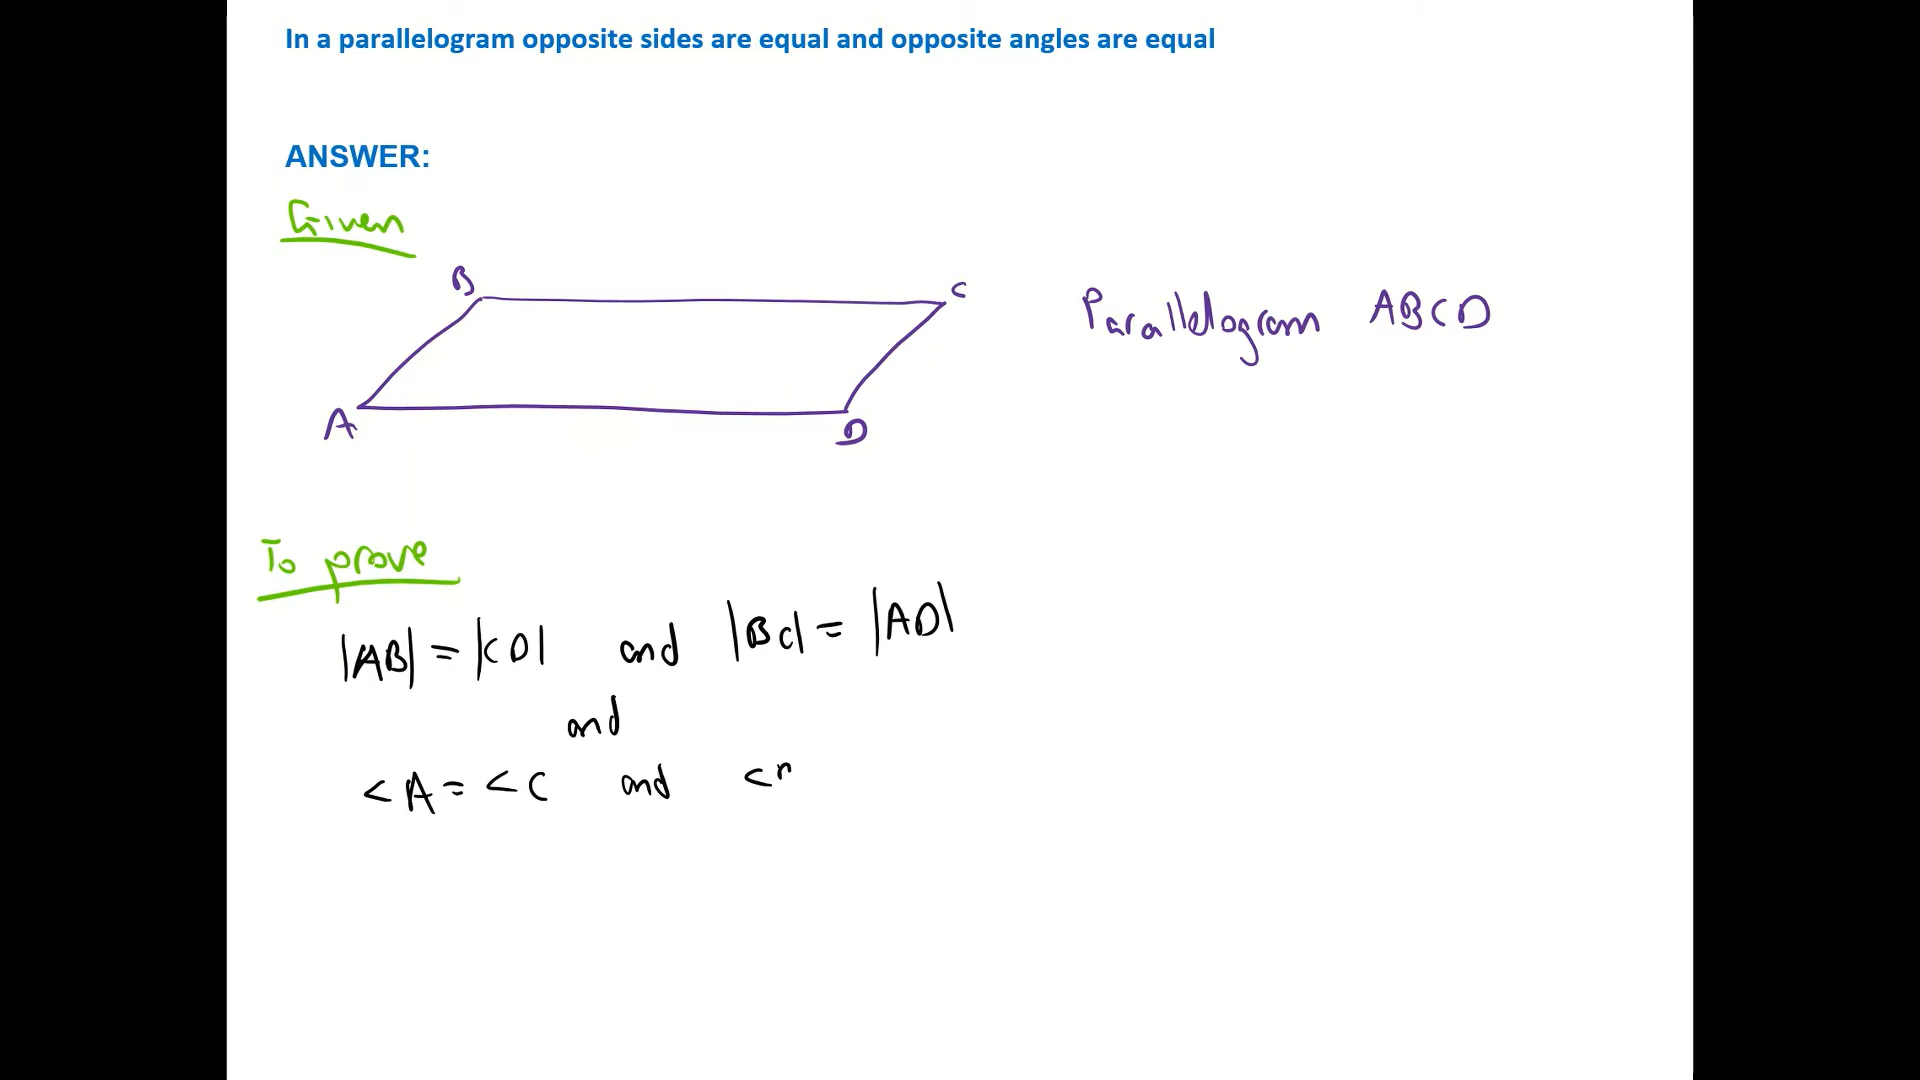 In a parallelogram opposite sides are equal and opposite angles are equal
ANSWER:
Given
B C
Parallelogram ABCD
A D
To prove
|AB| = |CD| and |BC| = |AD|
and
<A = <C and <